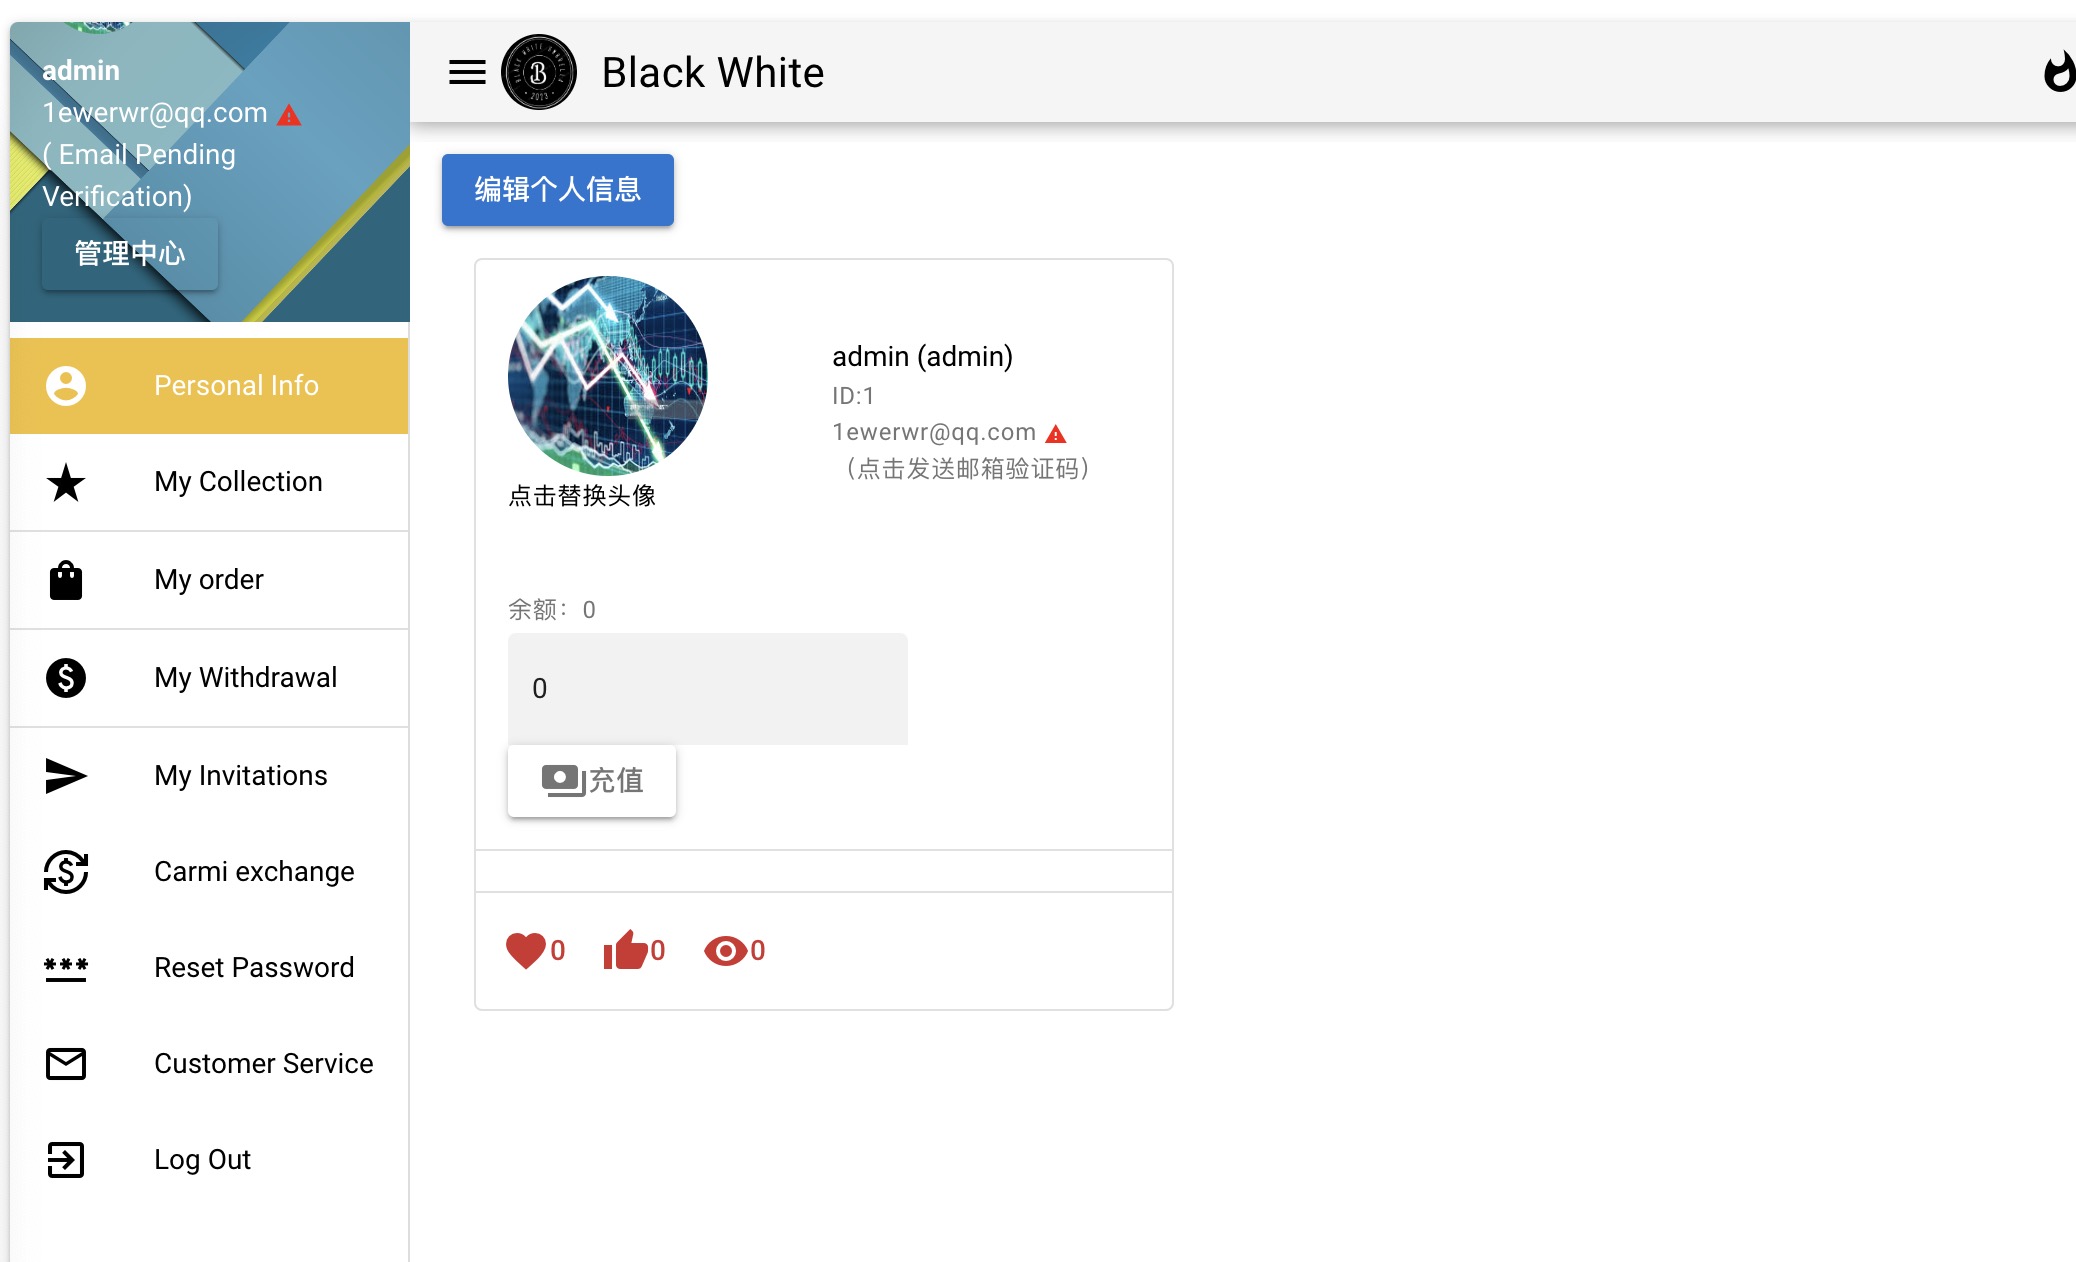 admin
1ewerwr@qq.com
( Email Pending
Verification)
管理中心
Personal Info
My Collection
My order
My Withdrawal
My Invitations
Carmi exchange
Reset Password
Customer Service
Log Out
B
2023
Black White
编辑个人信息
点击替换头像
admin (admin)
ID:1
1ewerwr@qq.com
（点击发送邮箱验证码）
余额：0
0
充值
0 0 0